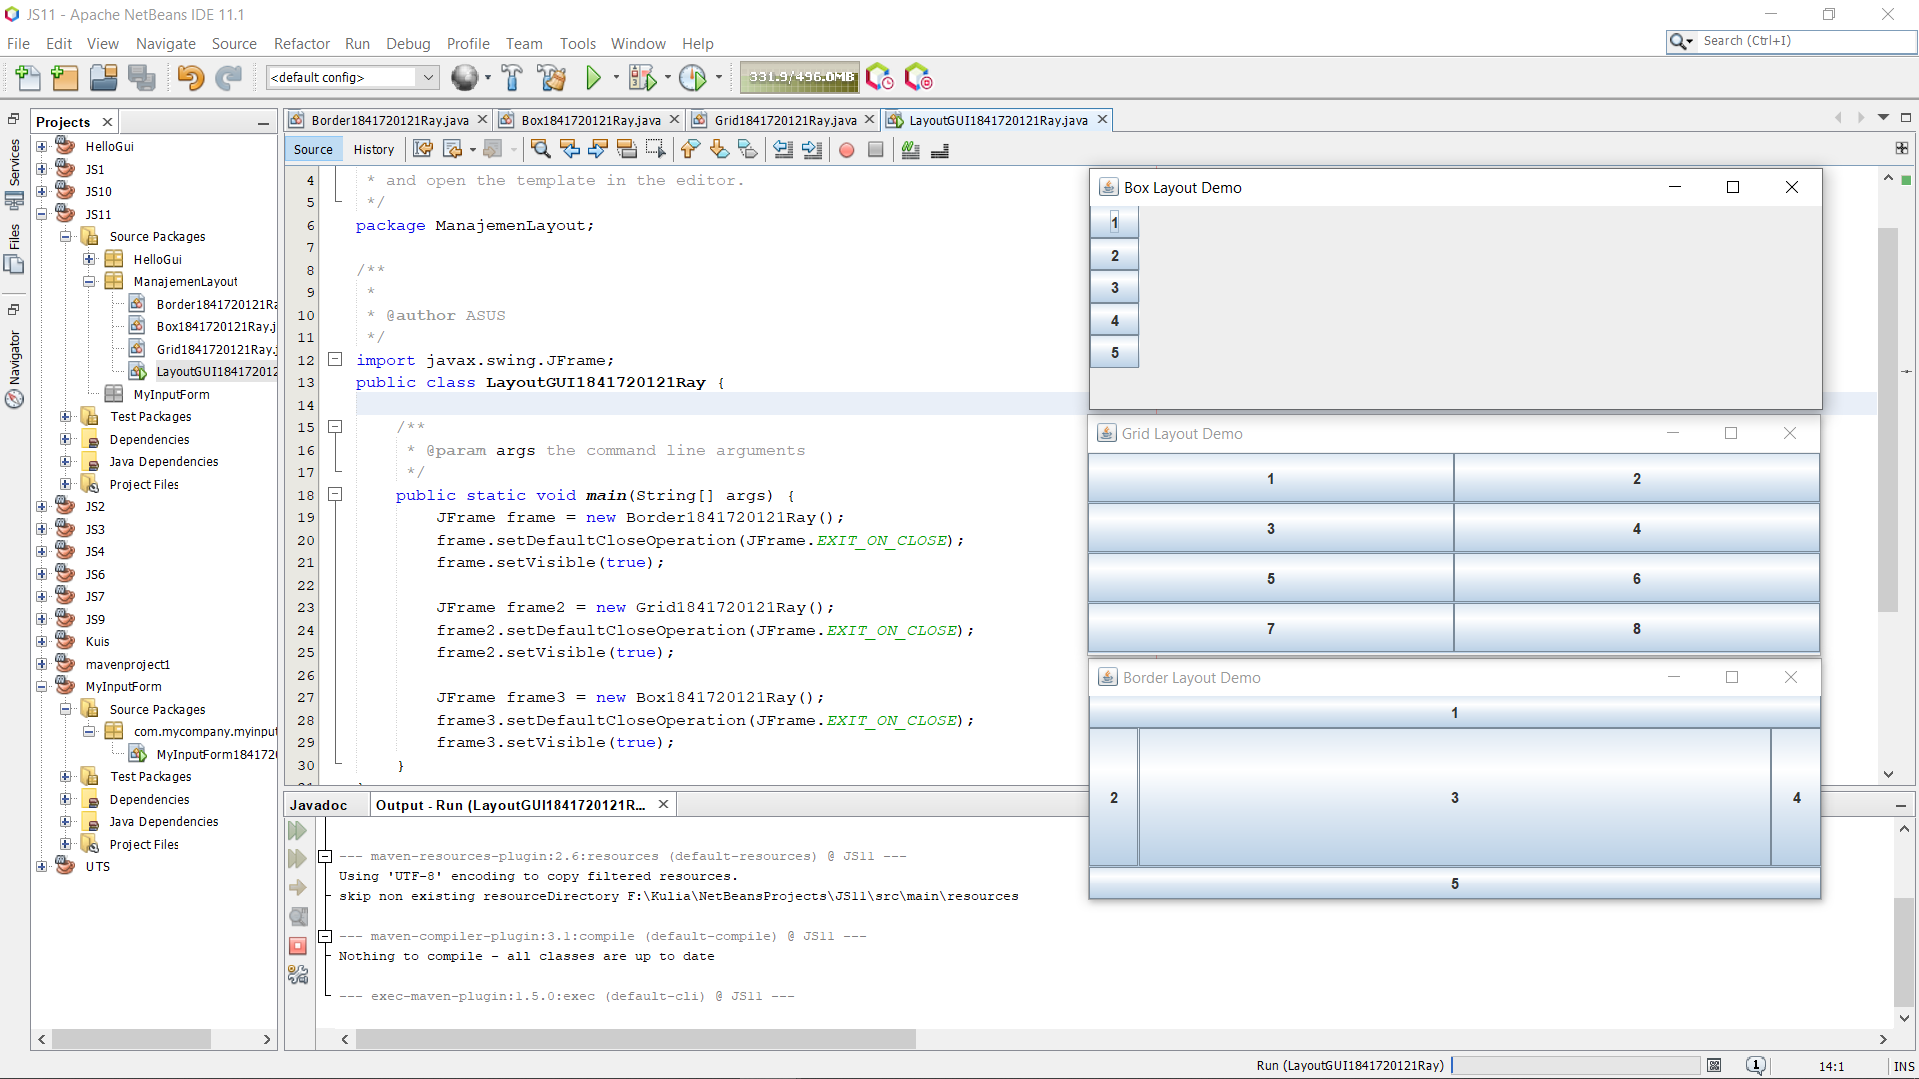 JS11 - Apache NetBeans IDE 11.1
File Edit View Navigate Source Refactor Run Debug Profile Team Tools Window Help
Search (Ctrl+I)
<default config>
331.9/496.0MB
Projects
Services
Files
Navigator
HelloGui
JS1
JS10
JS11
Source Packages
HelloGui
ManajemenLayout
Border1841720121Ra
Box1841720121Ray.j
Grid1841720121Ray.j
LayoutGUI184172012
MyInputForm
Test Packages
Dependencies
Java Dependencies
Project Files
JS2
JS3
JS4
JS6
JS7
JS9
Kuis
mavenproject1
MyInputForm
Source Packages
com.mycompany.myinput
MyInputForm184172
Test Packages
Dependencies
Java Dependencies
Project Files
UTS
Border1841720121Ray.java Box1841720121Ray.java Grid1841720121Ray.java LayoutGUI1841720121Ray.java
Source History
4 * and open the template in the editor.
5 */
6 package ManajemenLayout;
7
8 /**
9 *
10 * @author ASUS
11 */
12 import javax.swing.JFrame;
13 public class LayoutGUI1841720121Ray {
14
15 /**
16 * @param args the command line arguments
17 */
18 public static void main(String[] args) {
19 JFrame frame = new Border1841720121Ray();
20 frame.setDefaultCloseOperation(JFrame.EXIT_ON_CLOSE);
21 frame.setVisible(true);
22
23 JFrame frame2 = new Grid1841720121Ray();
24 frame2.setDefaultCloseOperation(JFrame.EXIT_ON_CLOSE);
25 frame2.setVisible(true);
26
27 JFrame frame3 = new Box1841720121Ray();
28 frame3.setDefaultCloseOperation(JFrame.EXIT_ON_CLOSE);
29 frame3.setVisible(true);
30 }
Box Layout Demo
1
2
3
4
5
Grid Layout Demo
1 2
3 4
5 6
7 8
Border Layout Demo
1
2 3 4
5
Javadoc Output - Run (LayoutGUI1841720121R...
--- maven-resources-plugin:2.6:resources (default-resources) @ JS11 ---
Using 'UTF-8' encoding to copy filtered resources.
skip non existing resourceDirectory F:\Kulia\NetBeansProjects\JS11\src\main\resources
--- maven-compiler-plugin:3.1:compile (default-compile) @ JS11 ---
Nothing to compile - all classes are up to date
--- exec-maven-plugin:1.5.0:exec (default-cli) @ JS11 ---
Run (LayoutGUI1841720121Ray) 1 14:1 INS